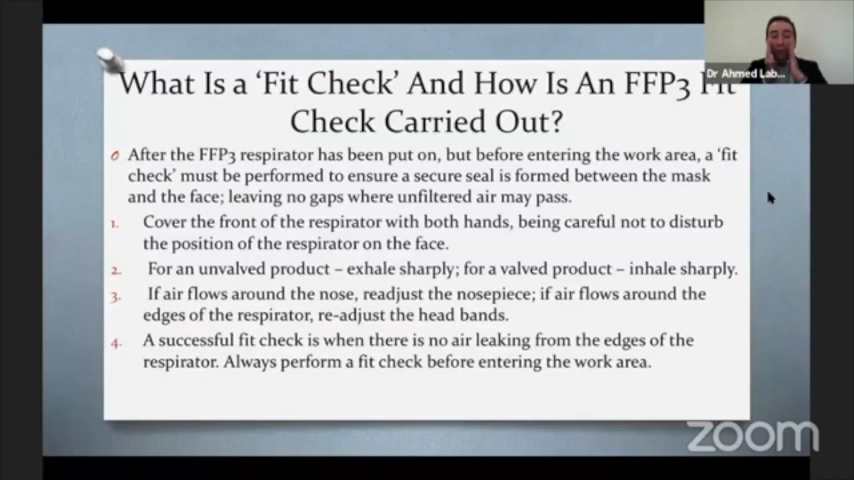 What Is a ‘Fit Check’ And How Is An FFP3 Fit
Check Carried Out?
After the FFP3 respirator has been put on, but before entering the work area, a ‘fit
check’ must be performed to ensure a secure seal is formed between the mask
and the face; leaving no gaps where unfiltered air may pass.
1. Cover the front of the respirator with both hands, being careful not to disturb
the position of the respirator on the face.
2. For an unvalved product – exhale sharply; for a valved product – inhale sharply.
3. If air flows around the nose, readjust the nosepiece; if air flows around the
edges of the respirator, re-adjust the head bands.
4. A successful fit check is when there is no air leaking from the edges of the
respirator. Always perform a fit check before entering the work area.
Dr Ahmed Lab...
zoom